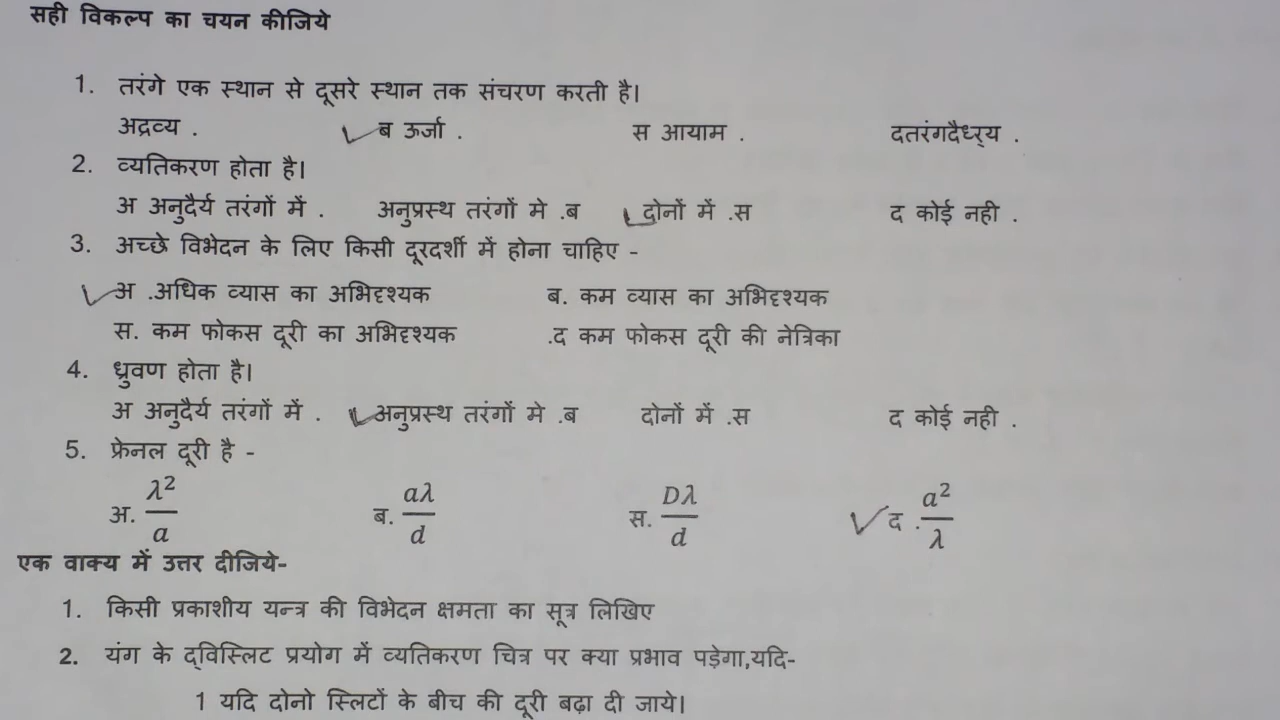 सही विकल्प का चयन कीजिये
1. तरंगे एक स्थान से दूसरे स्थान तक संचरण करती है।
अद्रव्य . ब ऊर्जा . स आयाम . दतरंगदैध्र्य .
2. व्यतिकरण होता है।
अ अनुदैर्य तरंगों में . अनुप्रस्थ तरंगों मे .ब दोनों में .स द कोई नही .
3. अच्छे विभेदन के लिए किसी दूरदर्शी में होना चाहिए -
अ .अधिक व्यास का अभिदृश्यक ब. कम व्यास का अभिदृश्यक
स. कम फोकस दूरी का अभिदृश्यक .द कम फोकस दूरी की नेत्रिका
4. ध्रुवण होता है।
अ अनुदैर्य तरंगों में . अनुप्रस्थ तरंगों मे .ब दोनों में .स द कोई नही .
5. फ्रेनल दूरी है -
अ. λ²/a ब. aλ/d स. Dλ/d द . a²/λ
एक वाक्य में उत्तर दीजिये-
1. किसी प्रकाशीय यन्त्र की विभेदन क्षमता का सूत्र लिखिए
2. यंग के द्विस्लिट प्रयोग में व्यतिकरण चित्र पर क्या प्रभाव पड़ेगा,यदि-
1 यदि दोनो स्लिटों के बीच की दूरी बढ़ा दी जाये।